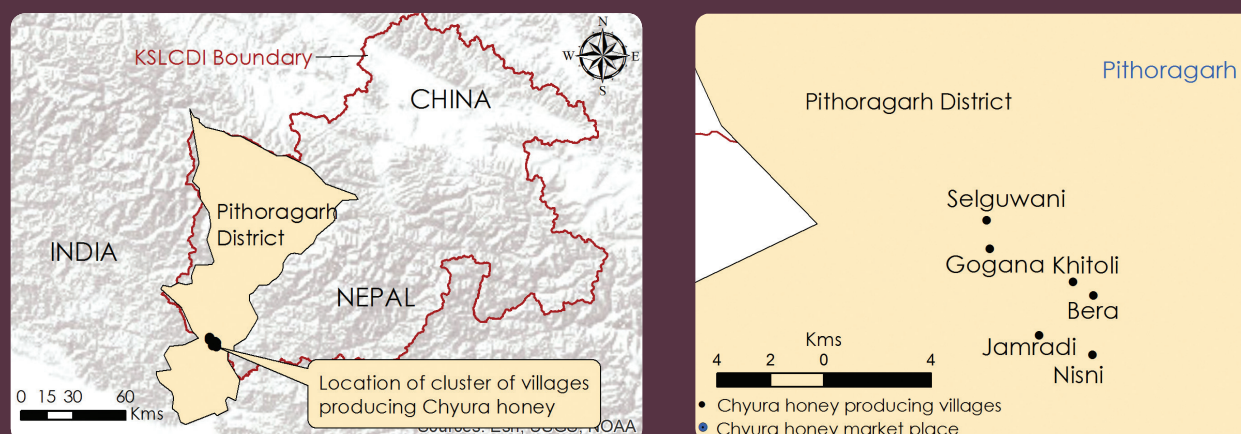 KSLCDI Boundary
N
W
E
S
CHINA
Pithoragarh
District
INDIA
NEPAL
Location of cluster of villages
producing Chyura honey
0 15 30 60
Kms
NOAA
Pithoragarh
Pithoragarh District
Selguwani
Gogana
Khitoli
Bera
Jamradi
Nisni
Kms
4 2 0 4
Chyura honey producing villages
Chyura honey market place